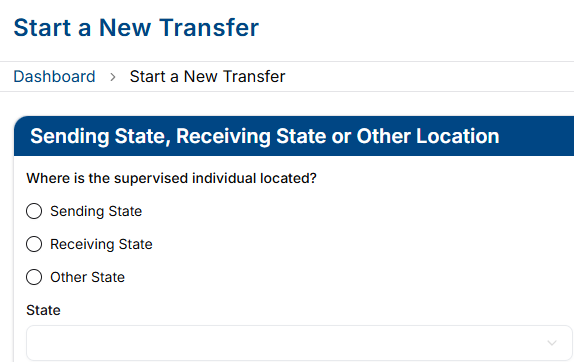 Start a New Transfer
Dashboard > Start a New Transfer
Sending State, Receiving State or Other Location
Where is the supervised individual located?
Sending State
Receiving State
Other State
State